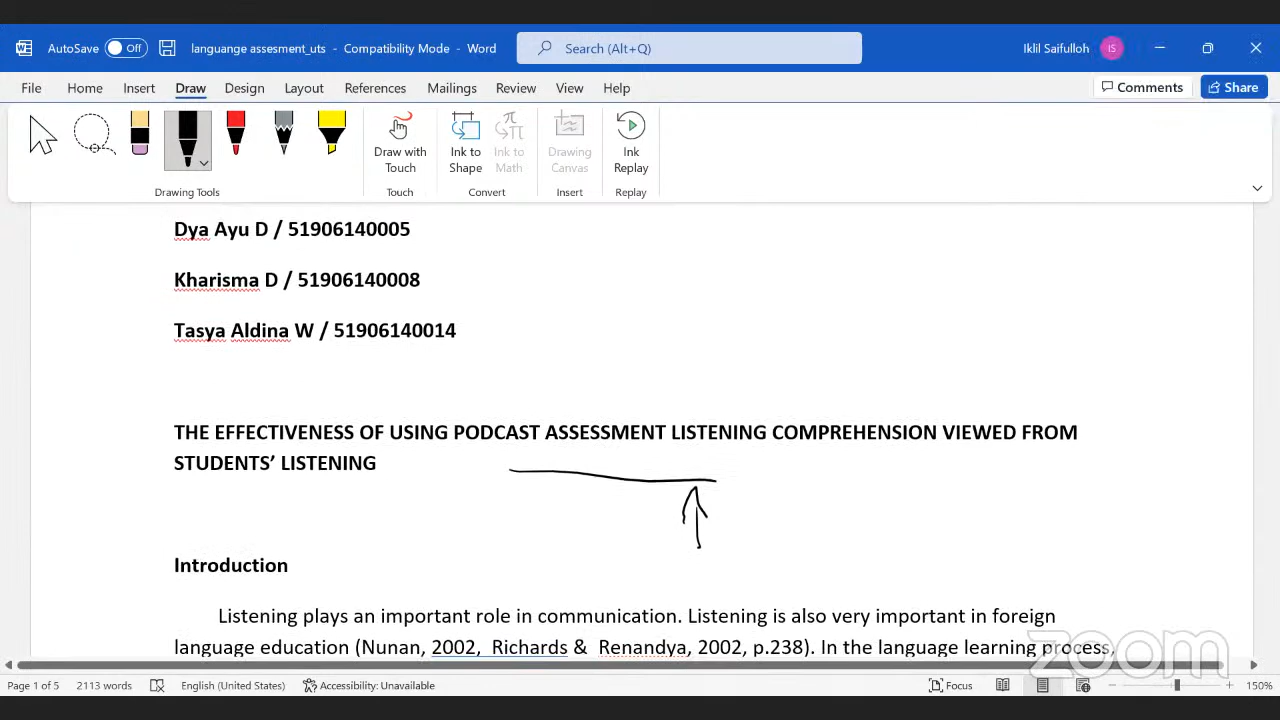 AutoSave Off languange assesment_uts - Compatibility Mode - Word Search (Alt+Q) Iklil Saifulloh IS
File Home Insert Draw Design Layout References Mailings Review View Help Comments Share
Draw with Touch Ink to Shape Ink to Math Drawing Canvas Ink Replay
Drawing Tools Touch Convert Insert Replay
Dya Ayu D / 51906140005
Kharisma D / 51906140008
Tasya Aldina W / 51906140014
THE EFFECTIVENESS OF USING PODCAST ASSESSMENT LISTENING COMPREHENSION VIEWED FROM
STUDENTS’ LISTENING
Introduction
Listening plays an important role in communication. Listening is also very important in foreign
language education (Nunan, 2002, Richards & Renandya, 2002, p.238). In the language learning process,
zoom
Page 1 of 5 2113 words English (United States) Accessibility: Unavailable Focus 150%